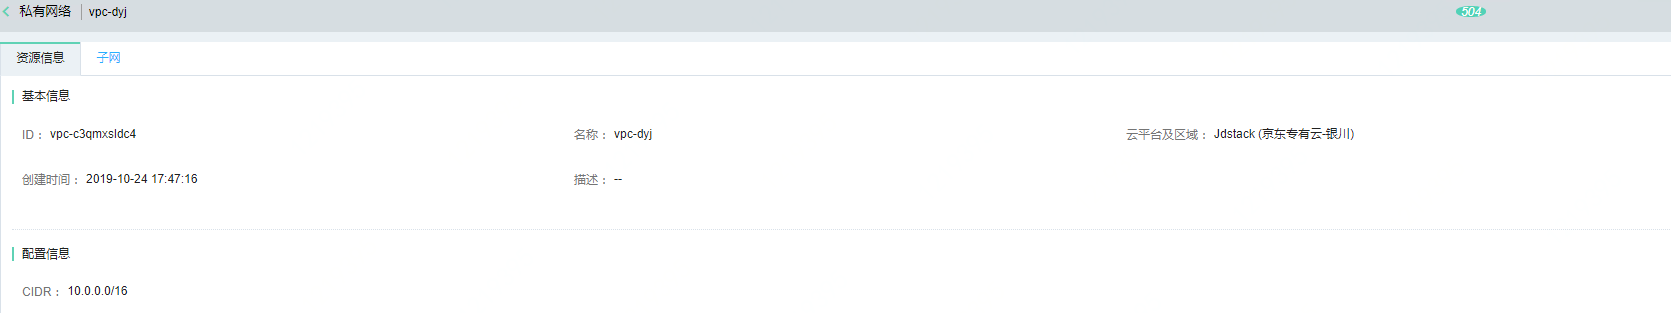 私有网络 vpc-dyj 504
资源信息 子网
基本信息
ID： vpc-c3qmxsldc4 名称： vpc-dyj 云平台及区域： Jdstack (京东专有云-银川)
创建时间： 2019-10-24 17:47:16 描述： --
配置信息
CIDR： 10.0.0.0/16